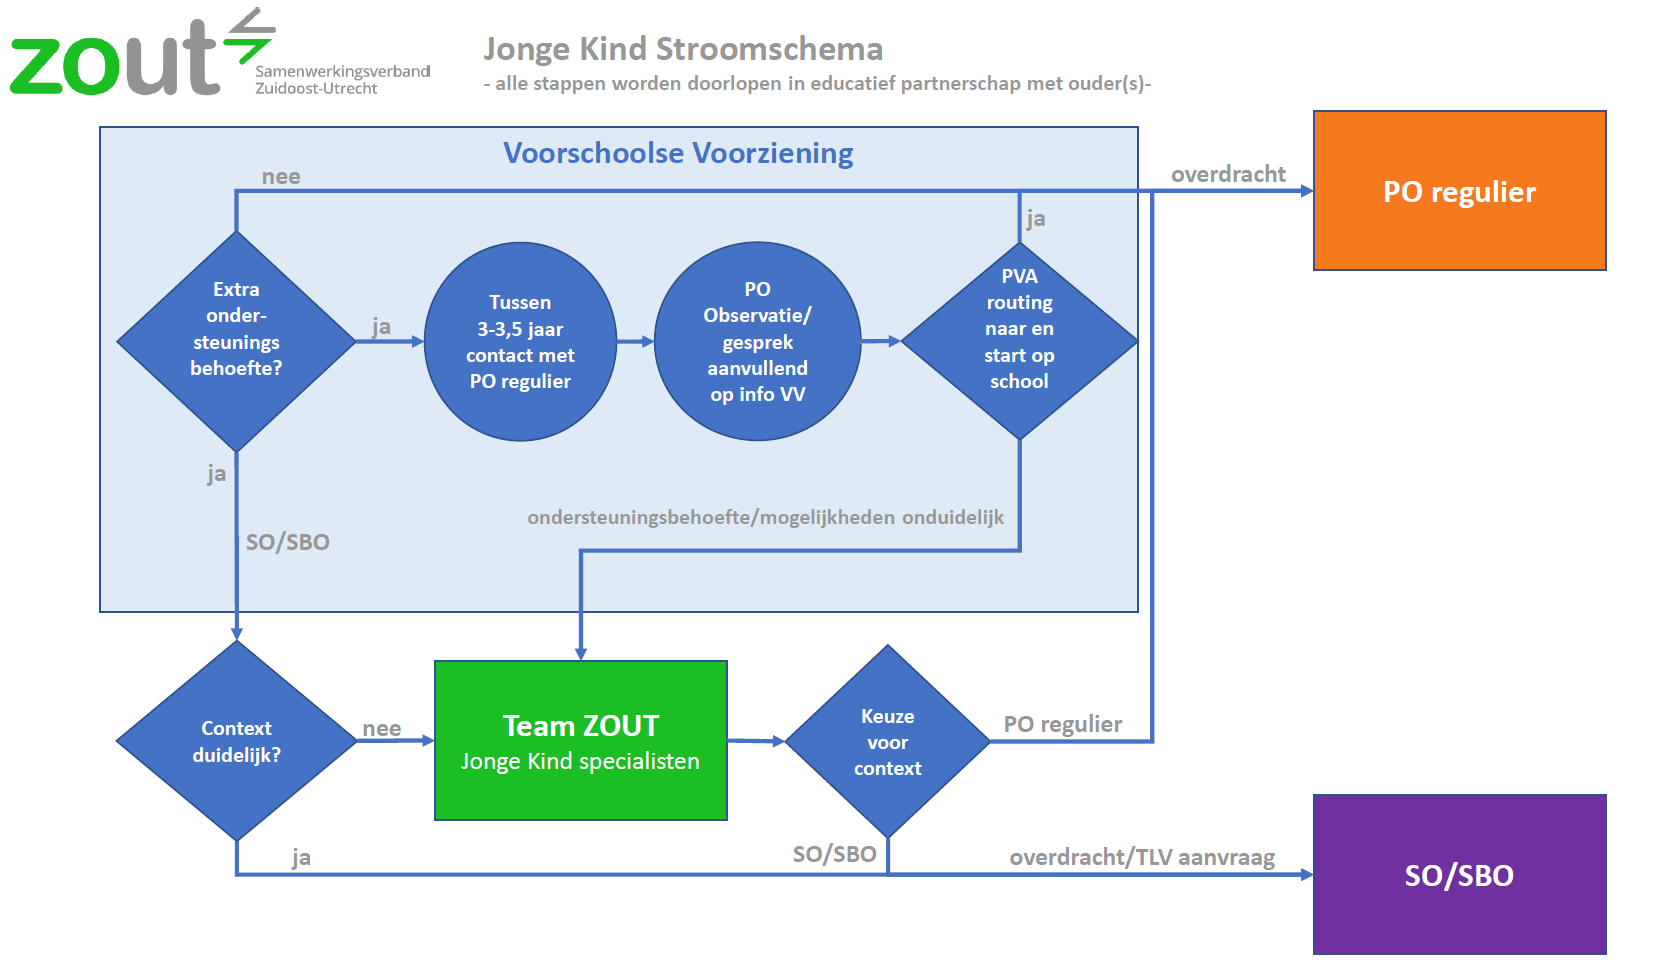 zout
Samenwerkingsverband
Zuidoost-Utrecht
Jonge Kind Stroomschema
- alle stappen worden doorlopen in educatief partnerschap met ouder(s)-
Voorschoolse Voorziening
nee
overdracht
PO regulier
ja
Extra
onder-
steunings
behoefte?
ja
Tussen
3-3,5 jaar
contact met
PO regulier
PO
Observatie/
gesprek
aanvullend
op info VV
PVA
routing
naar en
start op
school
ja
SO/SBO
ondersteuningsbehoefte/mogelijkheden onduidelijk
Context
duidelijk?
nee
Team ZOUT
Jonge Kind specialisten
Keuze
voor
context
PO regulier
ja
SO/SBO
overdracht/TLV aanvraag
SO/SBO